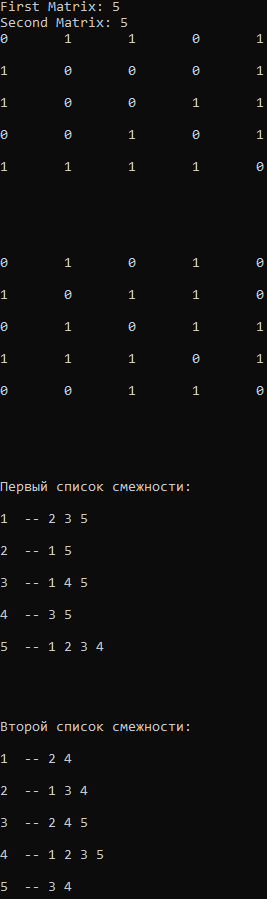 First Matrix: 5
Second Matrix: 5
0 1 1 0 1
1 0 0 0 1
1 0 0 1 1
0 0 1 0 1
1 1 1 1 0
0 1 0 1 0
1 0 1 1 0
0 1 0 1 1
1 1 1 0 1
0 0 1 1 0
Первый список смежности:
1 -- 2 3 5
2 -- 1 5
3 -- 1 4 5
4 -- 3 5
5 -- 1 2 3 4
Второй список смежности:
1 -- 2 4
2 -- 1 3 4
3 -- 2 4 5
4 -- 1 2 3 5
5 -- 3 4